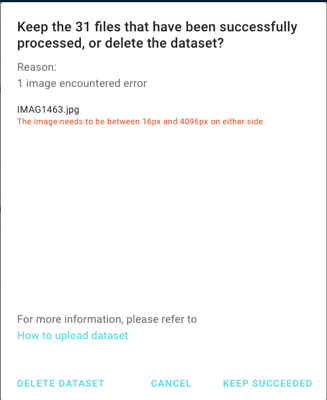 Keep the 31 files that have been successfully
processed, or delete the dataset?
Reason:
1 image encountered error
IMAG1463.jpg
The image needs to be between 16px and 4096px on either side
For more information, please refer to
How to upload dataset
DELETE DATASET CANCEL KEEP SUCCEEDED